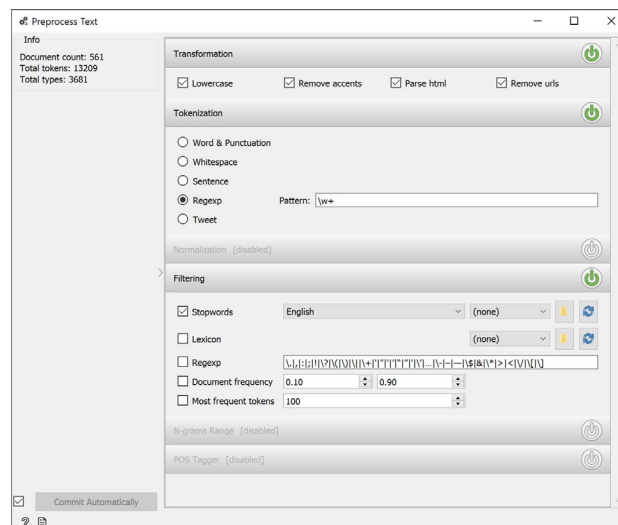 Preprocess Text
Info
Document count: 561
Total tokens: 13209
Total types: 3681
Transformation
Lowercase Remove accents Parse html Remove urls
Tokenization
Word & Punctuation
Whitespace
Sentence
Regexp Pattern: \w+
Tweet
Normalization [disabled]
Filtering
Stopwords English (none)
Lexicon (none)
Regexp
Document frequency 0.10 0.90
Most frequent tokens 100
N-grams Range [disabled]
POS Tagger [disabled]
Commit Automatically